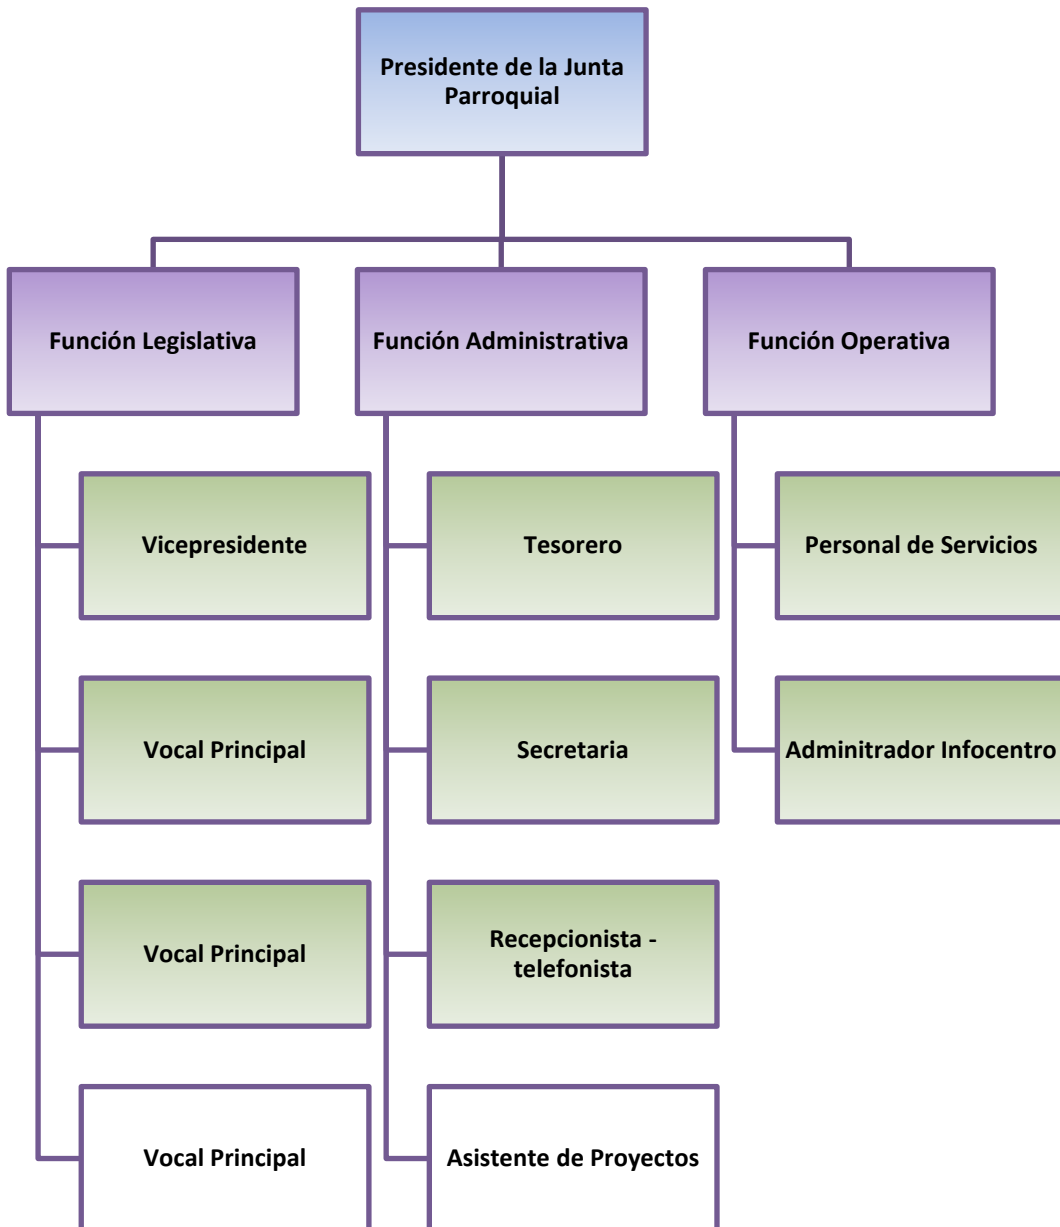 Presidente de la Junta
Parroquial
Función Legislativa
Función Administrativa
Función Operativa
Vicepresidente
Tesorero
Personal de Servicios
Vocal Principal
Secretaria
Adminitrador Infocentro
Vocal Principal
Recepcionista -
telefonista
Vocal Principal
Asistente de Proyectos